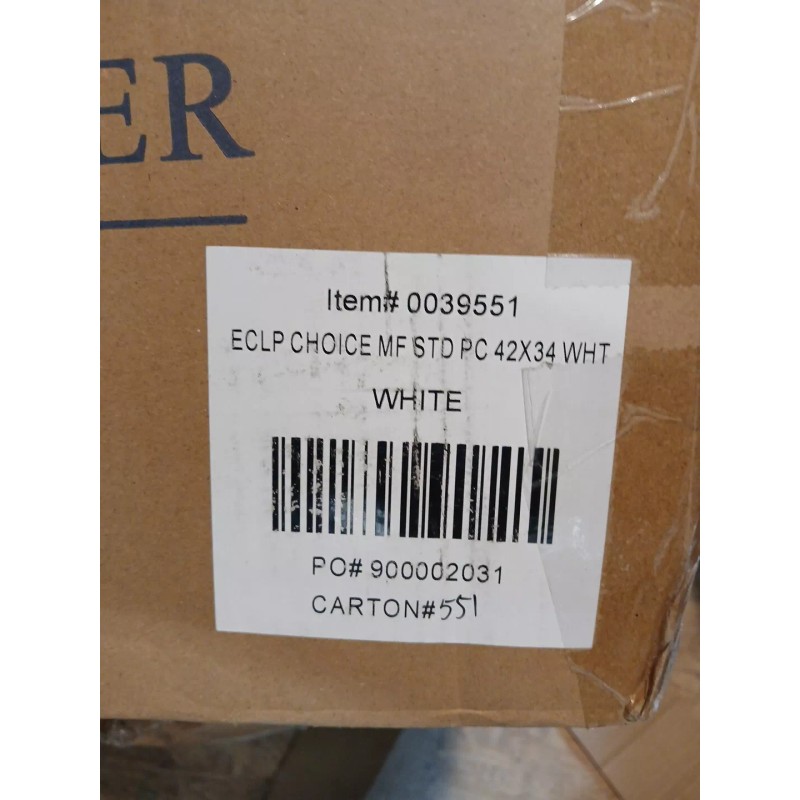 ER
Item# 0039551
ECLP CHOICE MF STD PC 42X34 WHT
WHITE
PO# 900002031
CARTON#551